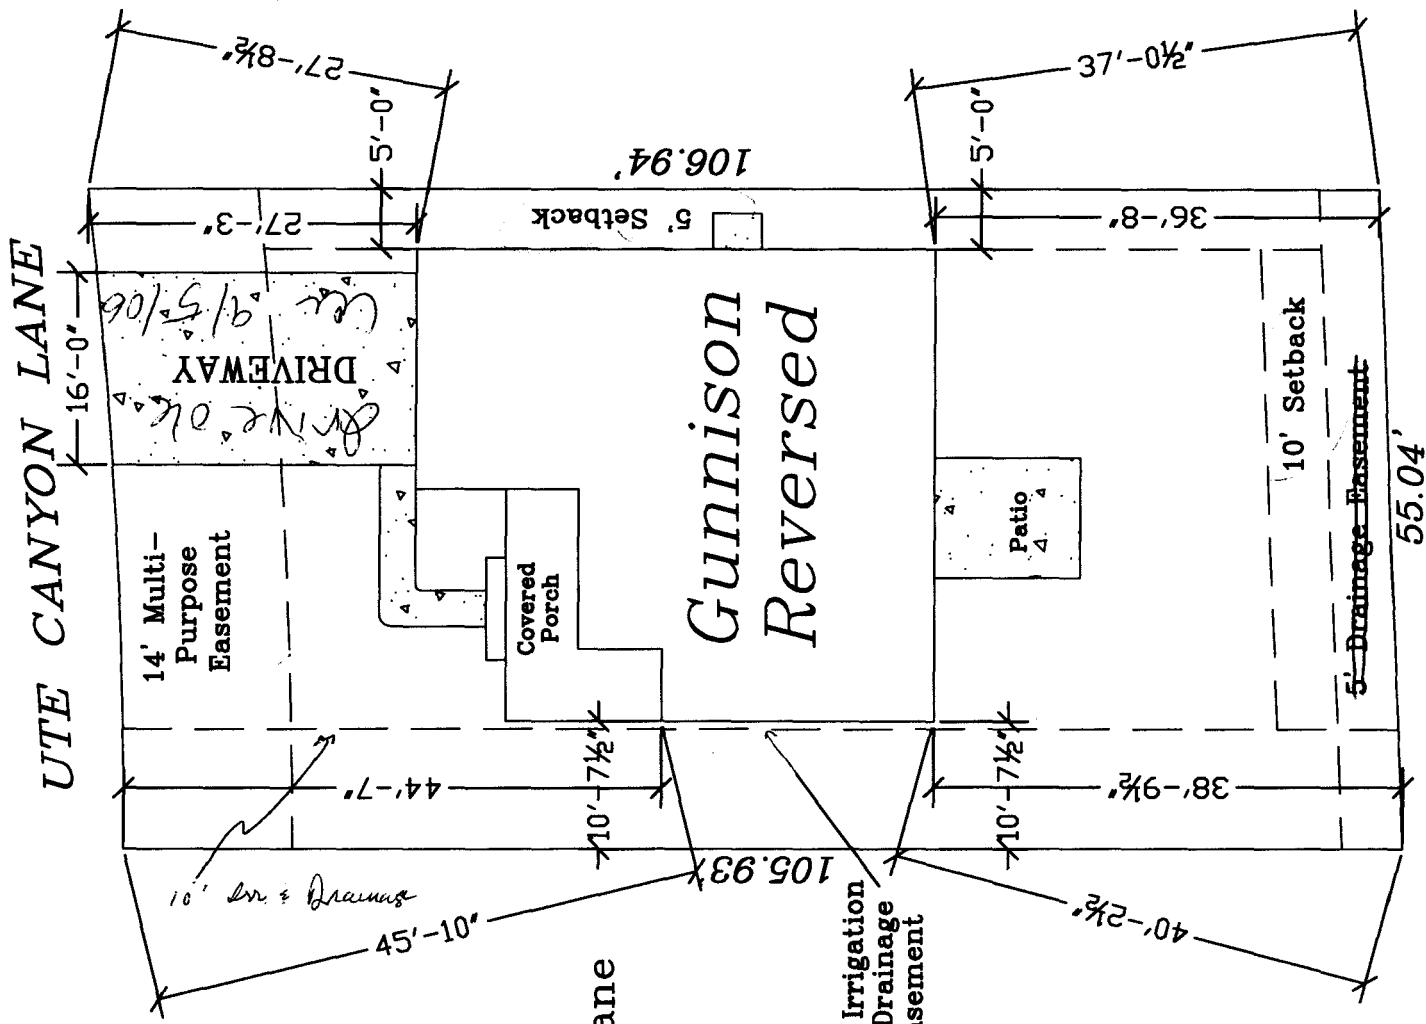 UTE CANYON LANE
27'-8½"
37'-0½"
5'-0"
5'-0"
106.94'
27'-3"
5' Setback
36'-8"
16'-0"
9/5/06
DRIVEWAY
drive ok
14' Multi-
Purpose
Easement
Covered
Porch
Gunnison
Reversed
Patio
10' Setback
5' Drainage Easement
55.04'
44'-7"
10'-7½"
10'-7½"
38'-9½"
105.93'
10' Irr. & Drainage
45'-10"
40'-2½"
Irrigation
Drainage